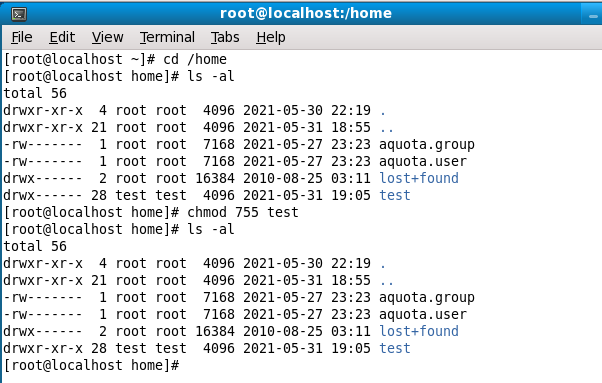 root@localhost:/home
File Edit View Terminal Tabs Help
[root@localhost ~]# cd /home
[root@localhost home]# ls -al
total 56
drwxr-xr-x  4 root root  4096 2021-05-30 22:19 .
drwxr-xr-x 21 root root  4096 2021-05-31 18:55 ..
-rw-------  1 root root  7168 2021-05-27 23:23 aquota.group
-rw-------  1 root root  7168 2021-05-27 23:23 aquota.user
drwx------  2 root root 16384 2010-08-25 03:11 lost+found
drwx------ 28 test test  4096 2021-05-31 19:05 test
[root@localhost home]# chmod 755 test
[root@localhost home]# ls -al
total 56
drwxr-xr-x  4 root root  4096 2021-05-30 22:19 .
drwxr-xr-x 21 root root  4096 2021-05-31 18:55 ..
-rw-------  1 root root  7168 2021-05-27 23:23 aquota.group
-rw-------  1 root root  7168 2021-05-27 23:23 aquota.user
drwx------  2 root root 16384 2010-08-25 03:11 lost+found
drwxr-xr-x 28 test test  4096 2021-05-31 19:05 test
[root@localhost home]#